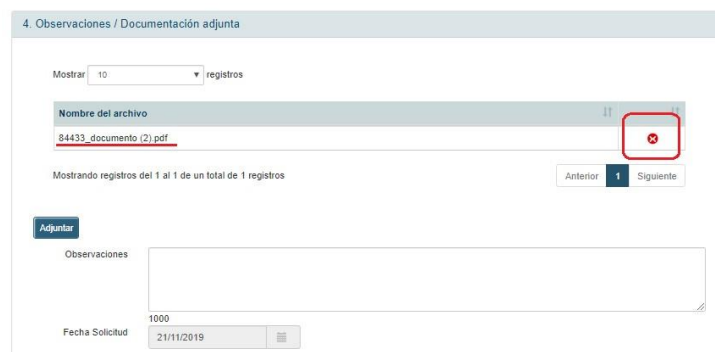 4. Observaciones / Documentación adjunta
Mostrar 10 registros
Nombre del archivo
84433_documento (2).pdf
Mostrando registros del 1 al 1 de un total de 1 registros
Anterior 1 Siguiente
Adjuntar
Observaciones
1000
Fecha Solicitud 21/11/2019